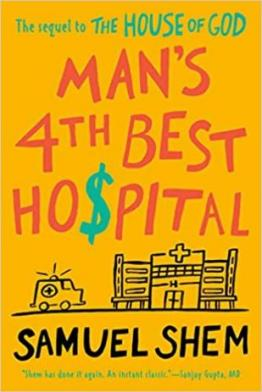 The sequel to THE HOUSE OF GOD
MAN'S
4TH BEST
HO$PITAL
H
SAMUEL SHEM
"Shem has done it again. An instant classic."—Sanjay Gupta, MD